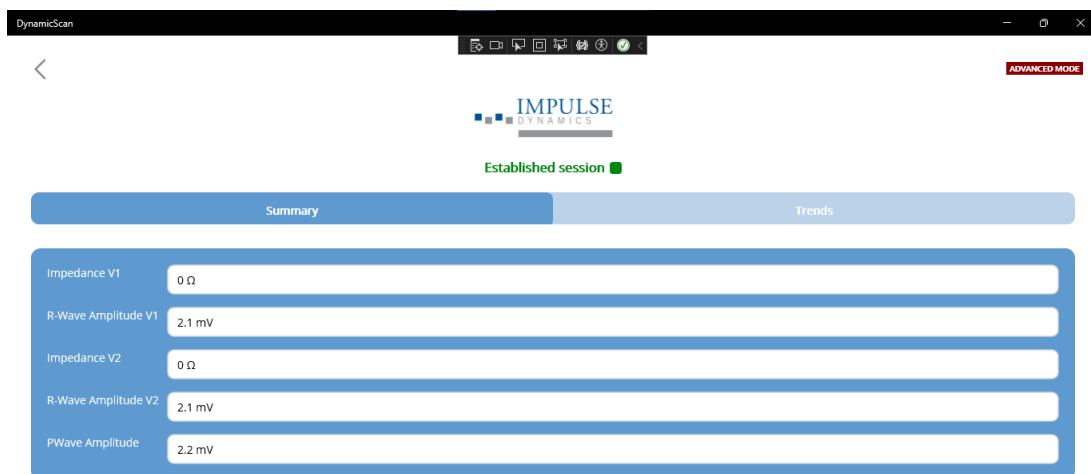 DynamicScan
ADVANCED MODE
IMPULSE
DYNAMICS
Established session
Summary Trends
Impedance V1 0 Ω
R-Wave Amplitude V1 2.1 mV
Impedance V2 0 Ω
R-Wave Amplitude V2 2.1 mV
PWave Amplitude 2.2 mV